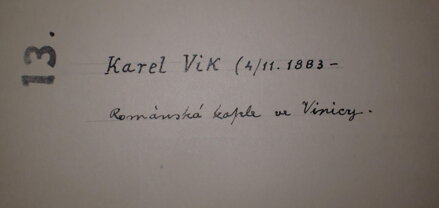 13.
Karel Vik (4/11. 1883 –
Románská kaple ve Vinicy.